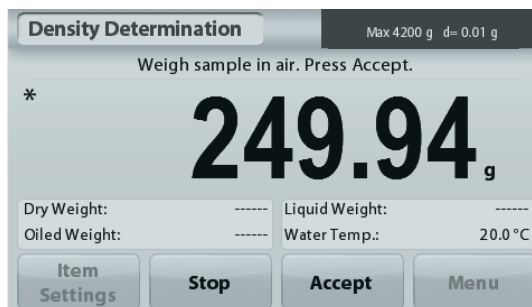 Density Determination
Max 4200 g d= 0.01 g
Weigh sample in air. Press Accept.
*
249.94 g
Dry Weight: ------ Liquid Weight: ------
Oiled Weight: ------ Water Temp.: 20.0 °C
Item Settings
Stop
Accept
Menu